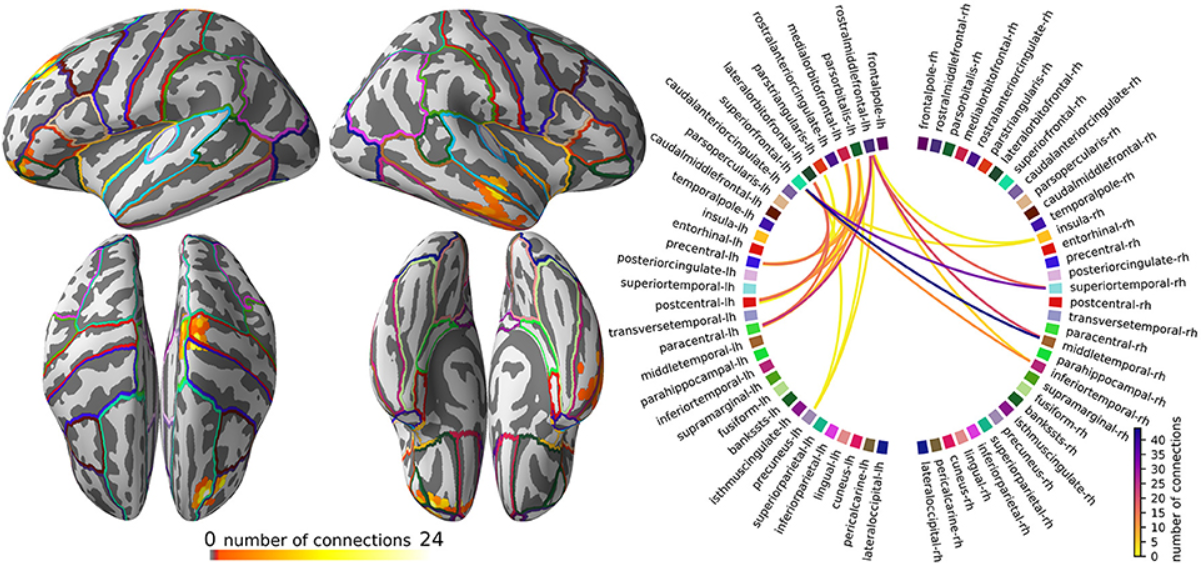 0 number of connections 24
frontalpole-lh
rostralmiddlefrontal-lh
parsorbitalis-lh
medialorbitofrontal-lh
rostralanteriorcingulate-lh
parstriangularis-lh
lateralorbitofrontal-lh
superiorfrontal-lh
caudalanteriorcingulate-lh
parsopercularis-lh
caudalmiddlefrontal-lh
temporalpole-lh
insula-lh
entorhinal-lh
precentral-lh
posteriorcingulate-lh
superiortemporal-lh
postcentral-lh
transversetemporal-lh
paracentral-lh
middletemporal-lh
parahippocampal-lh
inferiortemporal-lh
supramarginal-lh
fusiform-lh
bankssts-lh
isthmuscingulate-lh
precuneus-lh
superiorparietal-lh
inferiorparietal-lh
lingual-lh
cuneus-lh
pericalcarine-lh
lateraloccipital-lh
frontalpole-rh
rostralmiddlefrontal-rh
parsorbitalis-rh
medialorbitofrontal-rh
rostralanteriorcingulate-rh
parstriangularis-rh
lateralorbitofrontal-rh
superiorfrontal-rh
caudalanteriorcingulate-rh
parsopercularis-rh
caudalmiddlefrontal-rh
temporalpole-rh
insula-rh
entorhinal-rh
precentral-rh
posteriorcingulate-rh
superiortemporal-rh
postcentral-rh
transversetemporal-rh
paracentral-rh
middletemporal-rh
parahippocampal-rh
inferiortemporal-rh
supramarginal-rh
fusiform-rh
bankssts-rh
isthmuscingulate-rh
precuneus-rh
superiorparietal-rh
inferiorparietal-rh
lingual-rh
cuneus-rh
pericalcarine-rh
lateraloccipital-rh
40
35
30
25
20
15
10
5
0
number of connections